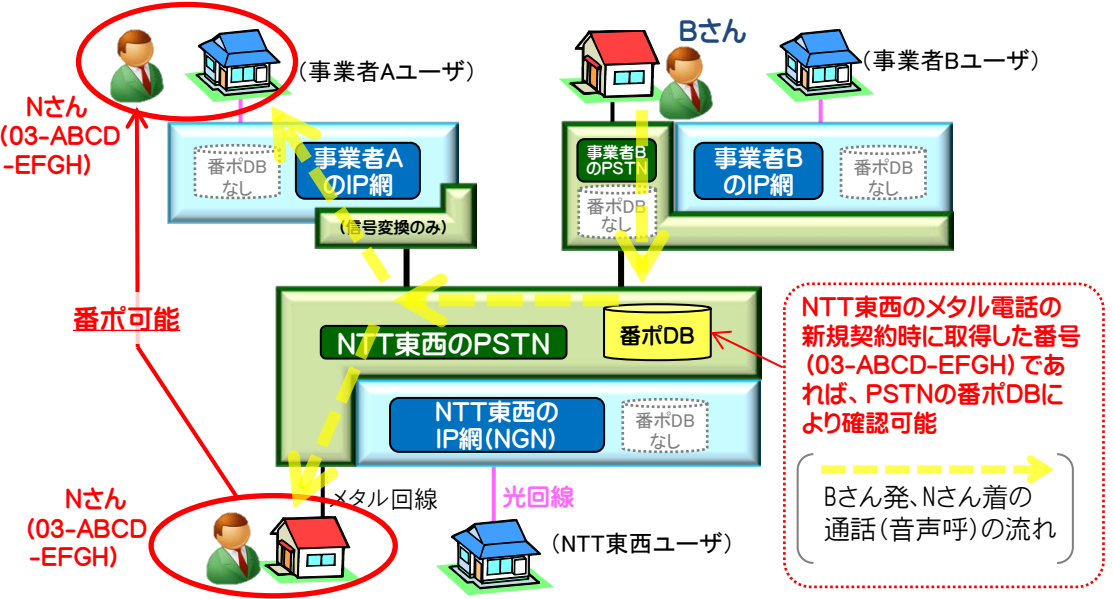 Bさん
(事業者Aユーザ)
(事業者Bユーザ)
Nさん
(03-ABCD
-EFGH)
番ポDB
なし
事業者A
のIP網
(信号変換のみ)
事業者B
のPSTN
番ポDB
なし
事業者B
のIP網
番ポDB
なし
番ポ可能
NTT東西のPSTN
番ポDB
NTT東西の
IP網(NGN)
番ポDB
なし
NTT東西のメタル電話の
新規契約時に取得した番号
(03-ABCD-EFGH)であ
れば、PSTNの番ポDBに
より確認可能
Bさん発、Nさん着の
通話(音声呼)の流れ
Nさん
(03-ABCD
-EFGH)
メタル回線
光回線
(NTT東西ユーザ)